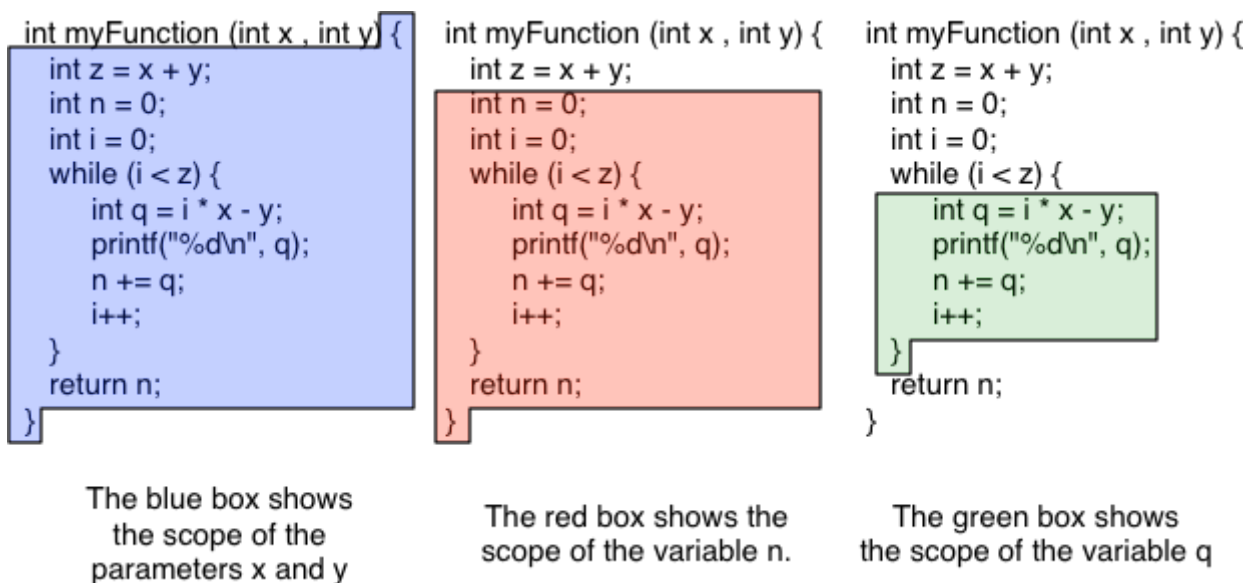 int myFunction (int x , int y) {
int z = x + y;
int n = 0;
int i = 0;
while (i < z) {
int q = i * x - y;
printf("%d\n", q);
n += q;
i++;
}
return n;
}
The blue box shows
the scope of the
parameters x and y
int myFunction (int x , int y) {
int z = x + y;
int n = 0;
int i = 0;
while (i < z) {
int q = i * x - y;
printf("%d\n", q);
n += q;
i++;
}
return n;
}
The red box shows the
scope of the variable n.
int myFunction (int x , int y) {
int z = x + y;
int n = 0;
int i = 0;
while (i < z) {
int q = i * x - y;
printf("%d\n", q);
n += q;
i++;
}
return n;
}
The green box shows
the scope of the variable q